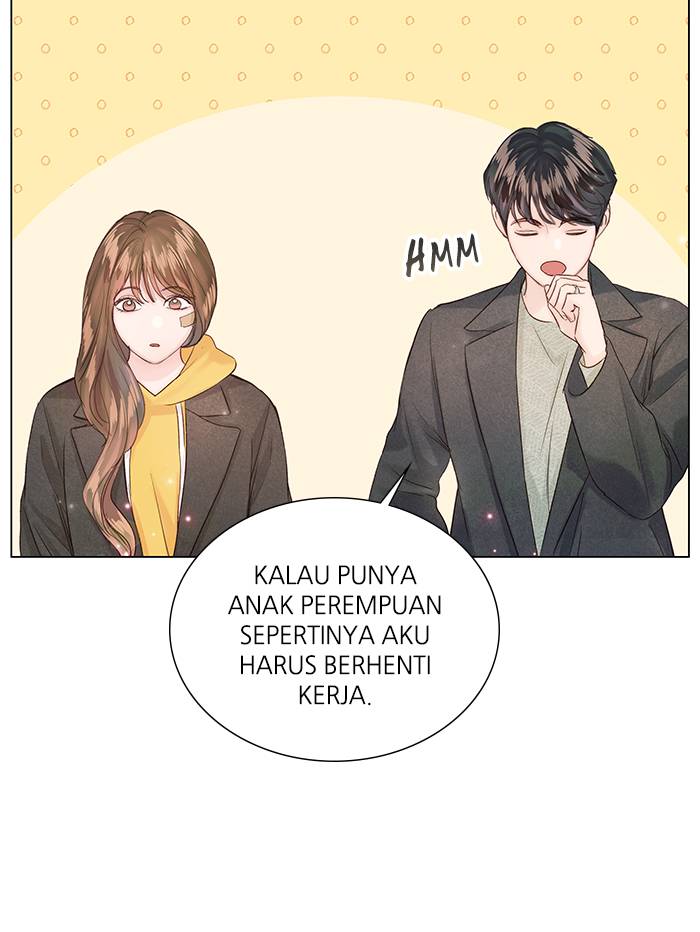 HMM
KALAU PUNYA
ANAK PEREMPUAN
SEPERTINYA AKU
HARUS BERHENTI
KERJA.